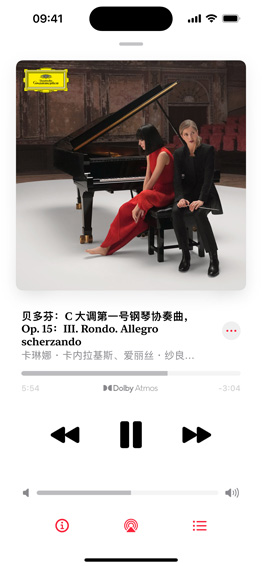 09:41
Deutsche
Grammophon
贝多芬：C 大调第一号钢琴协奏曲，
Op. 15：III. Rondo. Allegro
scherzando
卡琳娜・卡内拉基斯、爱丽丝・纱良...
5:54
Dolby Atmos
-3:04